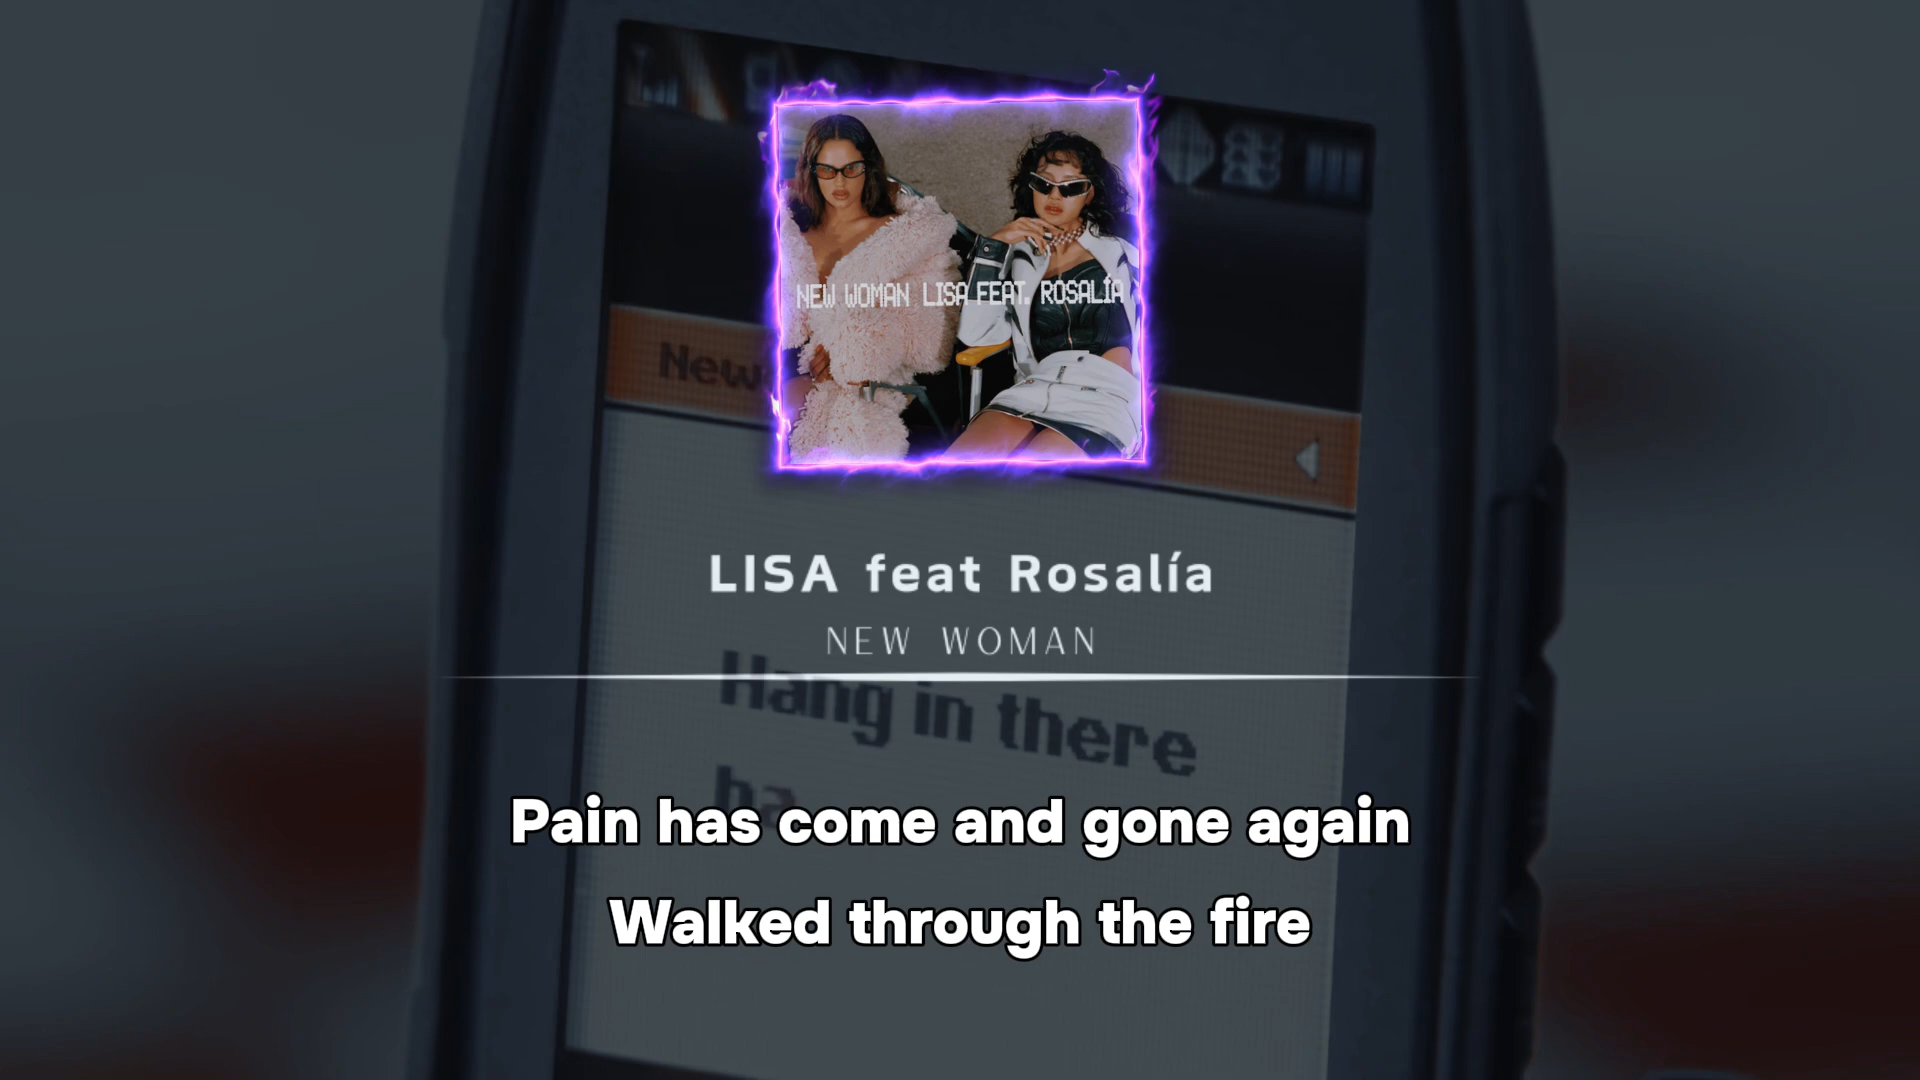 NEW WOMAN LISA FEAT. ROSALÍA
New
LISA feat Rosalía
NEW WOMAN
Hang in there
ba
Pain has come and gone again
Walked through the fire